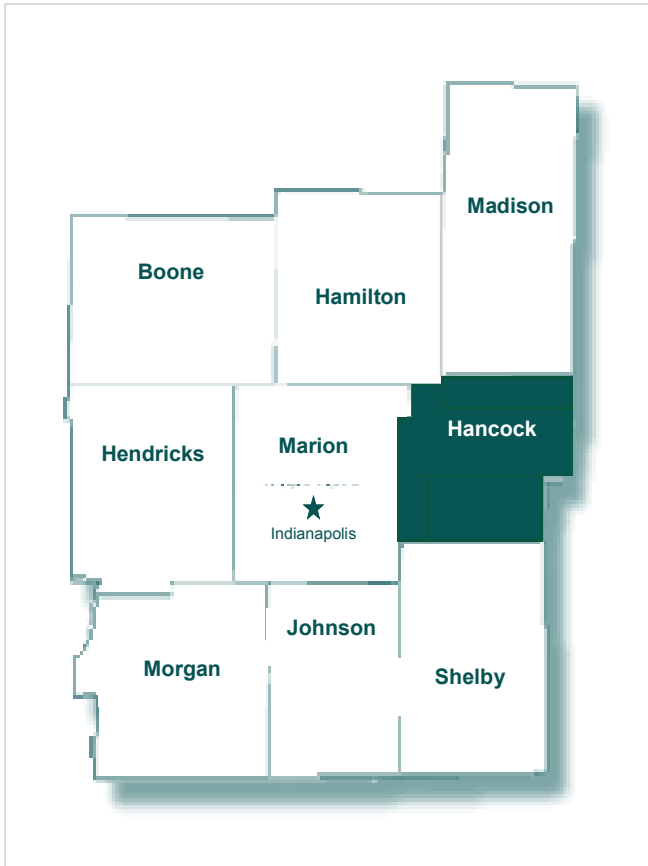 Madison
Boone
Hamilton
Hancock
Hendricks
Marion
Indianapolis
Johnson
Morgan
Shelby